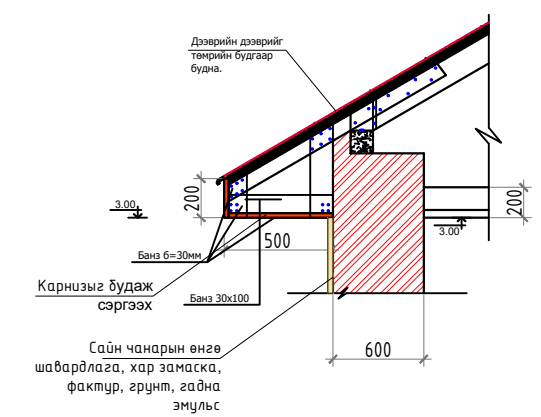 Дээврийн дээврийг
төмрийн будгаар
будна.
200
3.00
200
3.00
500
Банз б=30мм
Карнизыг будаж
сэргээх
Банз 30х100
Сайн чанарын өнгө
шавардлага, хар замаска,
фактур, грунт, гадна
эмульс
600